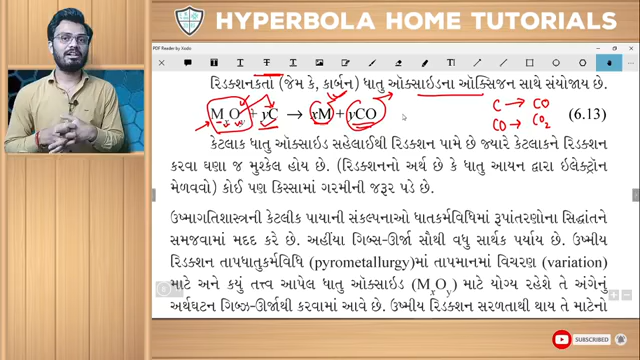 HYPERBOLA HOME TUTORIALS
PDF Reading by Xodo
રિડક્શનકર્તા (જેમ કે, કાર્બન) ધાતુ ઑક્સાઇડના ઑક્સિજન સાથે સંયોજાય છે.
MxOy + yC → xM + yCO (6.13)
C → CO
CO → CO2
કેટલાક ધાતુ ઑક્સાઇડ સહેલાઈથી રિડક્શન પામે છે જ્યારે કેટલાકને રિડક્શન
કરવા ઘણા જ મુશ્કેલ હોય છે. (રિડક્શનનો અર્થ છે કે ધાતુ આયન દ્વારા ઇલેક્ટ્રૉન
મેળવવો) કોઈ પણ કિસ્સામાં ગરમીની જરૂર પડે છે.
ઉષ્માગતિશાસ્ત્રની કેટલીક પાયાની સંકલ્પનાઓ ધાતકર્મવિધિમાં રૂપાંતરણોના સિદ્ધાંતને
સમજવામાં મદદ કરે છે. અહીંયા ગિબ્સ-ઊર્જા સૌથી વધુ સાર્થક પર્યાય છે. ઉષ્મીય
રિડક્શન તાપધાતુકર્મવિધિ (pyrometallurgy)માં તાપમાનમાં વિચરણ (variation)
માટે અને કયું તત્ત્વ આપેલ ધાતુ ઑક્સાઇડ (MxOy) માટે યોગ્ય રહેશે તે અંગેનું
અર્થઘટન ગિબ્ઝ-ઊર્જાથી કરવામાં આવે છે. ઉષ્મીય રિડક્શન સરળતાથી થાય તે માટેનો